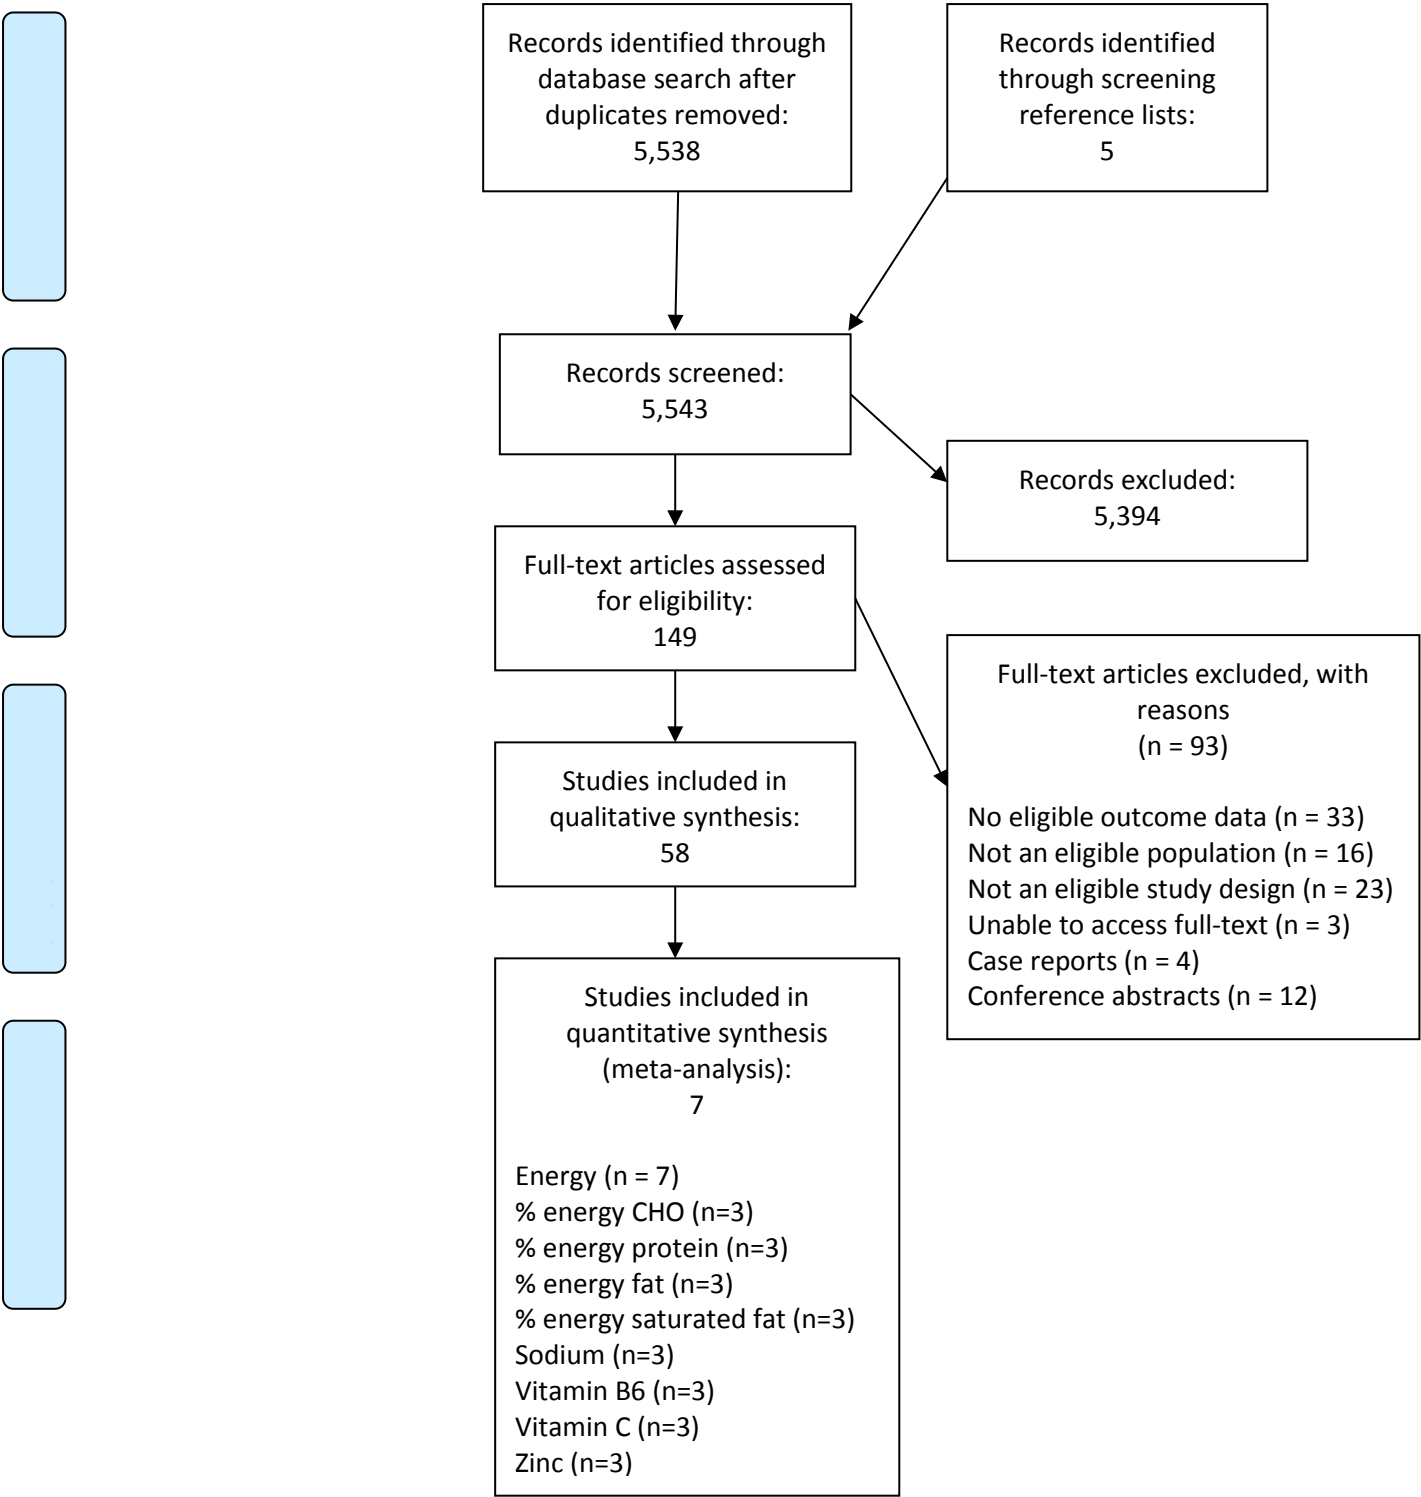 Records identified through
database search after
duplicates removed:
5,538
Records identified
through screening
reference lists:
5
Records screened:
5,543
Records excluded:
5,394
Full-text articles assessed
for eligibility:
149
Full-text articles excluded, with
reasons
(n = 93)
No eligible outcome data (n = 33)
Not an eligible population (n = 16)
Not an eligible study design (n = 23)
Unable to access full-text (n = 3)
Case reports (n = 4)
Conference abstracts (n = 12)
Studies included in
qualitative synthesis:
58
Studies included in
quantitative synthesis
(meta-analysis):
7
Energy (n = 7)
% energy CHO (n=3)
% energy protein (n=3)
% energy fat (n=3)
% energy saturated fat (n=3)
Sodium (n=3)
Vitamin B6 (n=3)
Vitamin C (n=3)
Zinc (n=3)